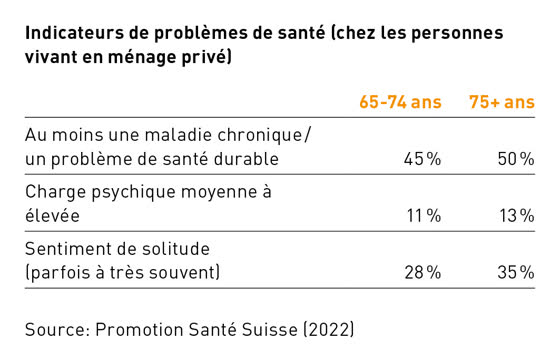 Indicateurs de problèmes de santé (chez les personnes
vivant en ménage privé)
65-74 ans 75+ ans
Au moins une maladie chronique/
un problème de santé durable 45 % 50 %
Charge psychique moyenne à
élevée 11 % 13 %
Sentiment de solitude
(parfois à très souvent) 28 % 35 %
Source: Promotion Santé Suisse (2022)